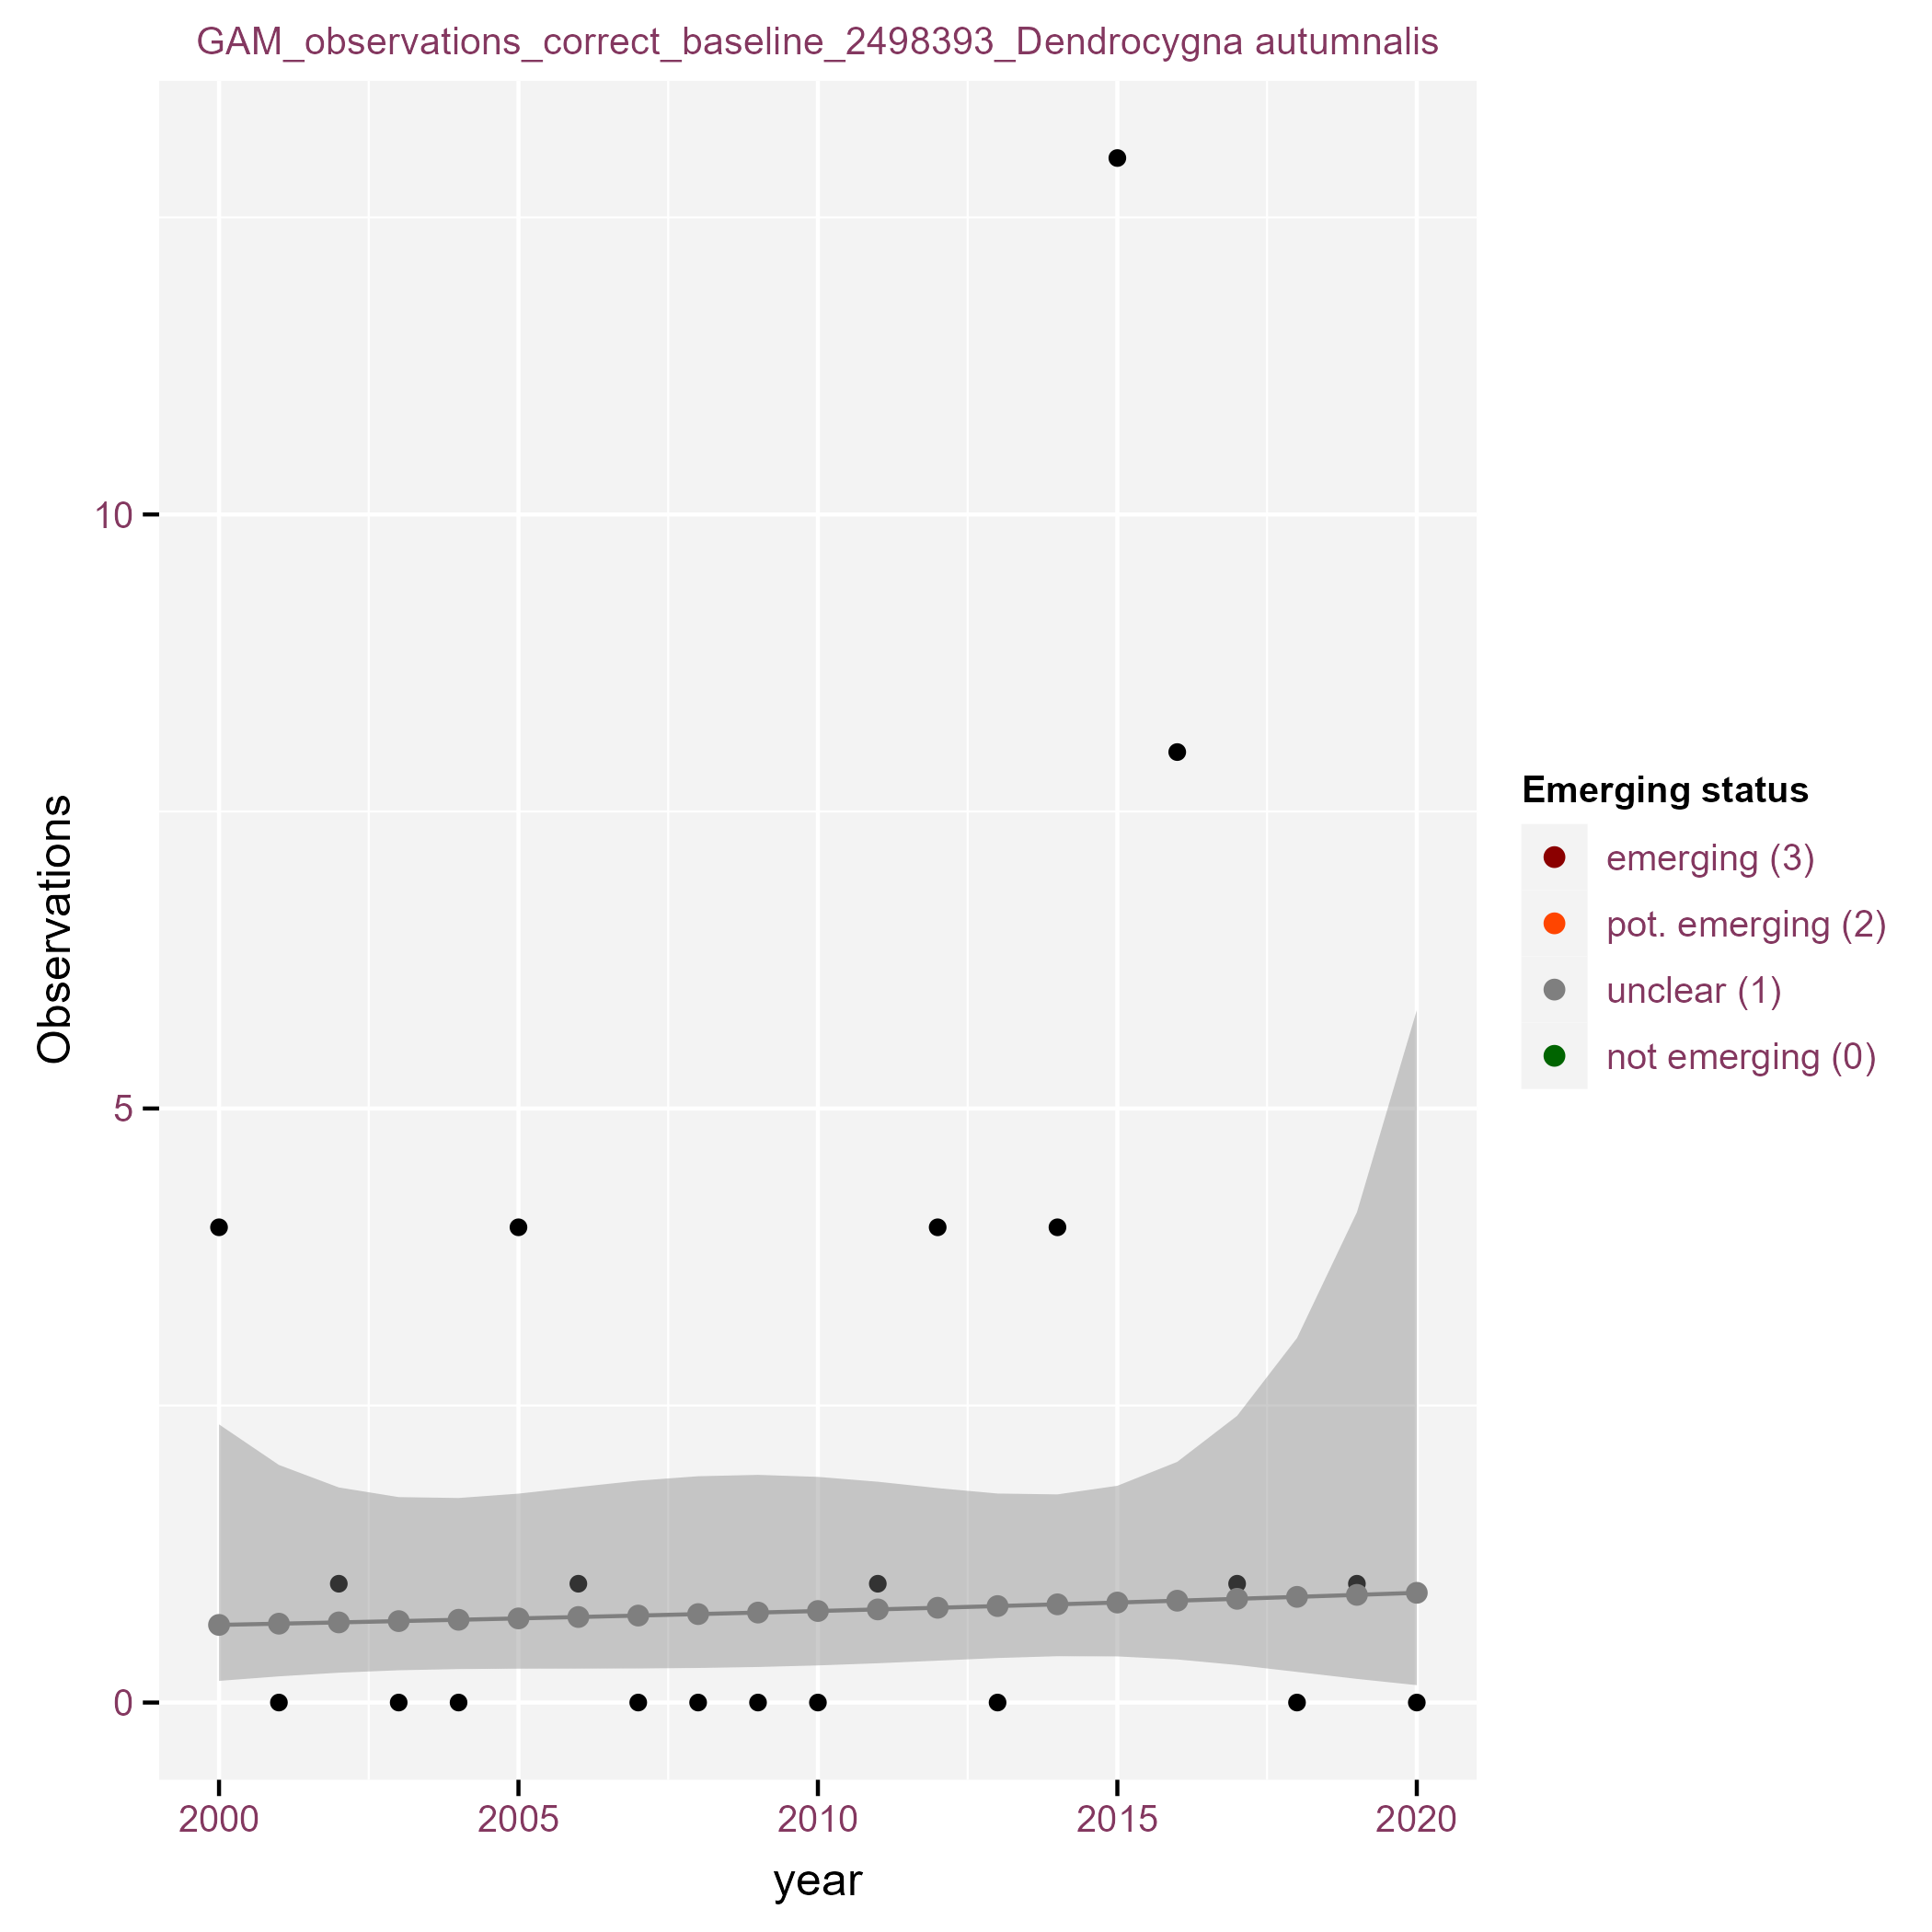 GAM_observations_correct_baseline_2498393_Dendrocygna autumnalis
Observations
10
5
0
2000 2005 2010 2015 2020
year
Emerging status
emerging (3)
pot. emerging (2)
unclear (1)
not emerging (0)